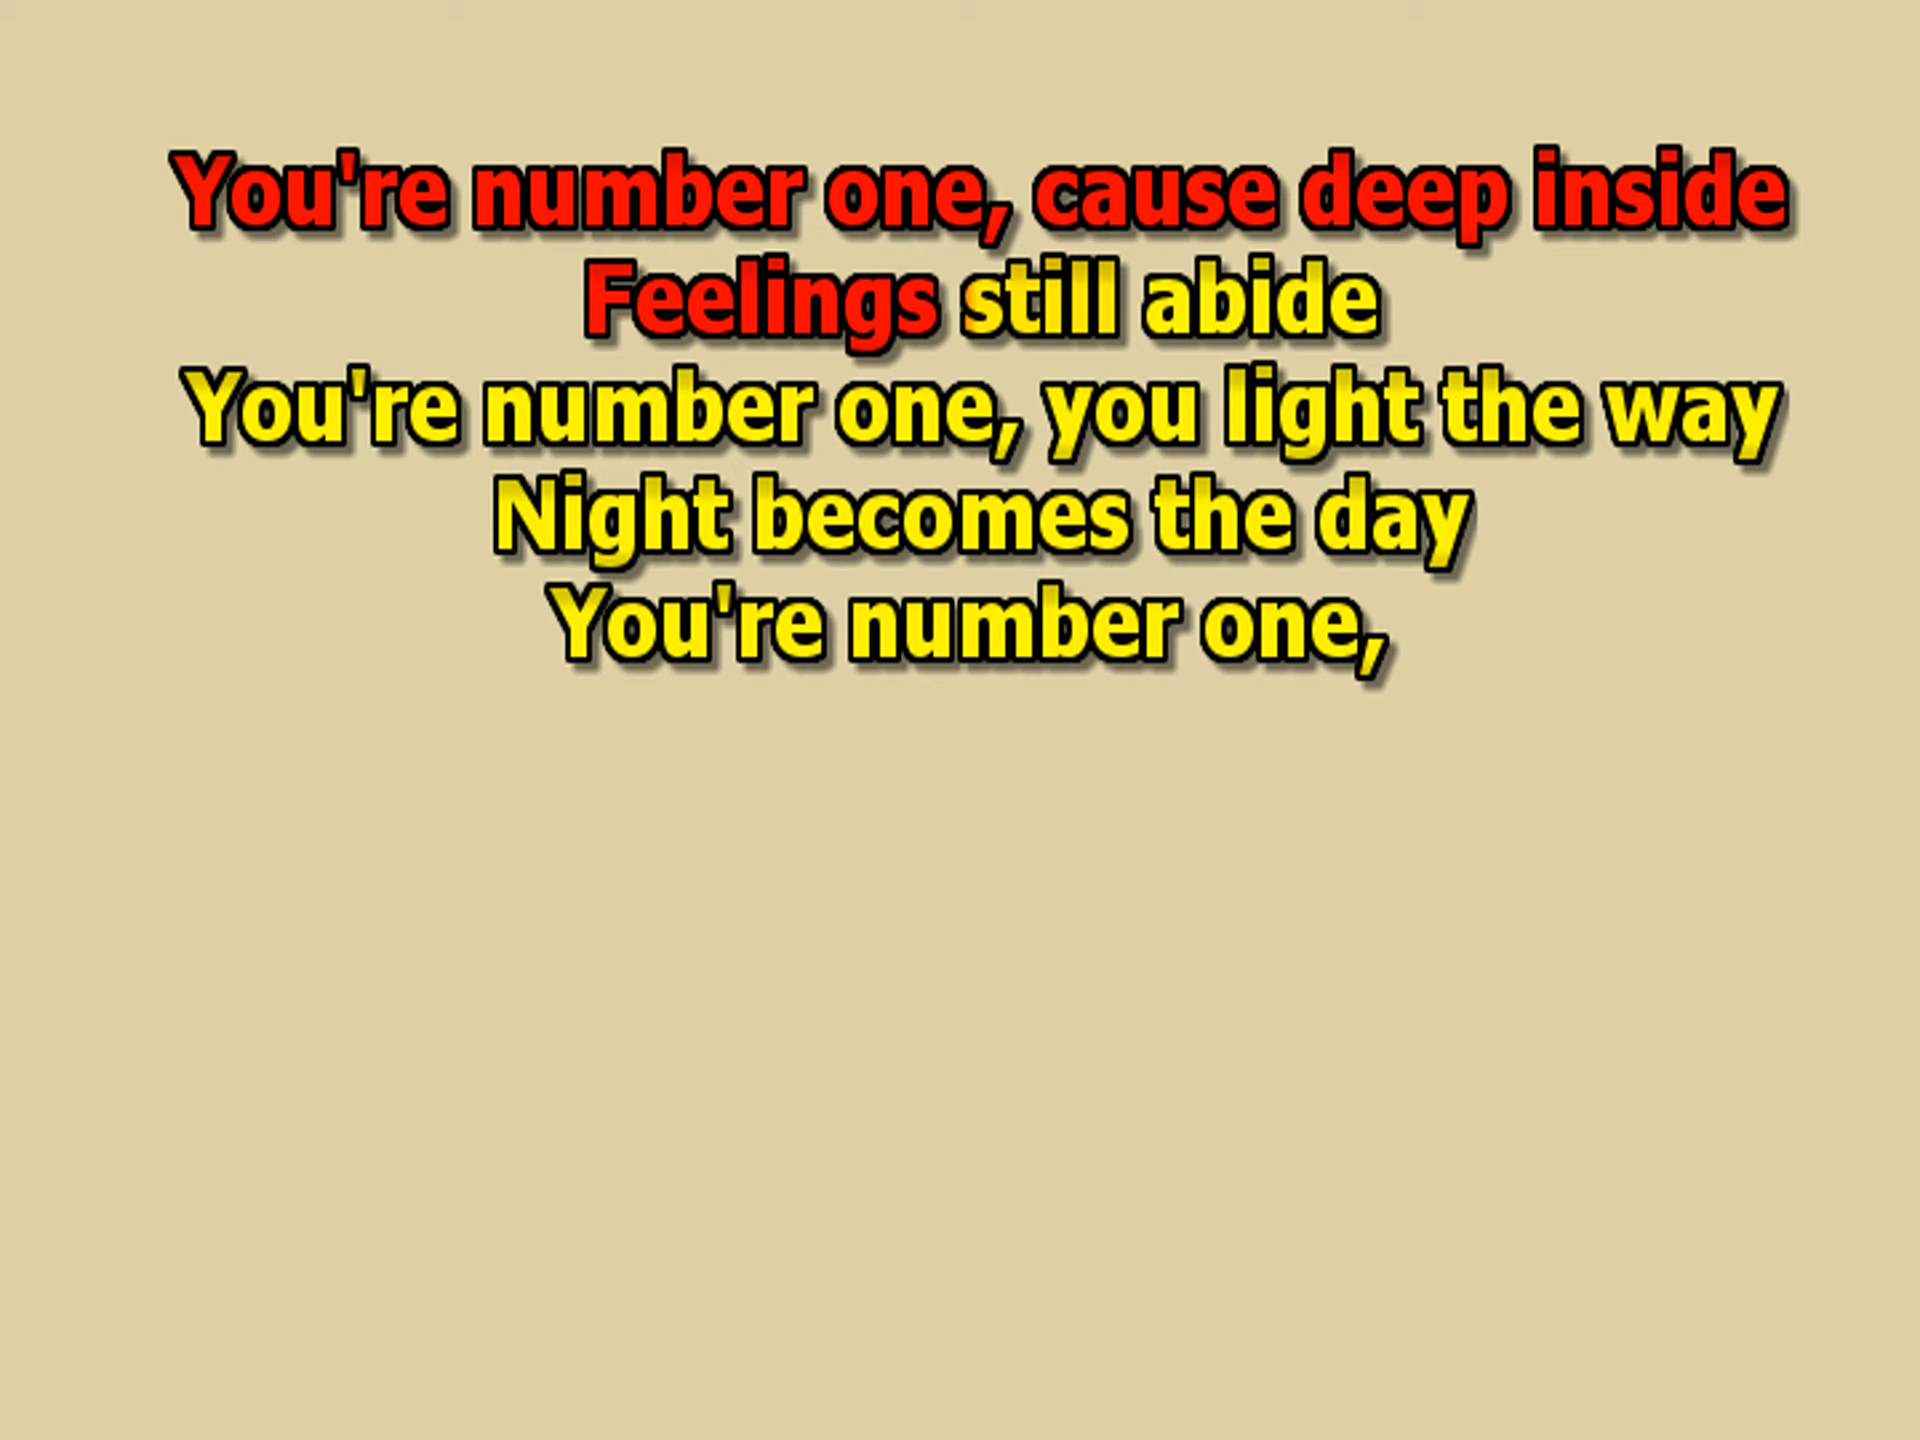 You're number one, cause deep inside
Feelings still abide
You're number one, you light the way
Night becomes the day
You're number one,